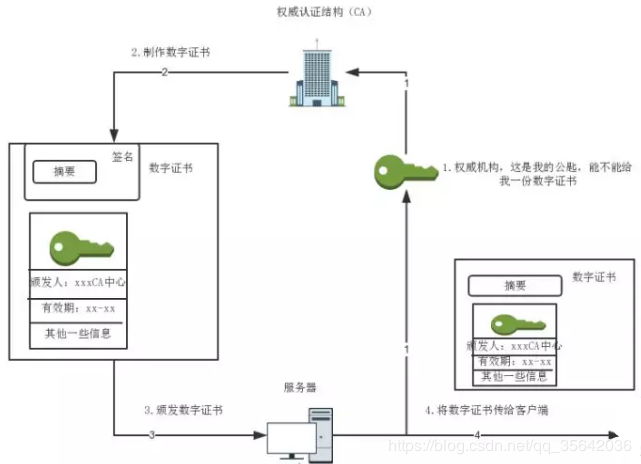 权威认证结构（CA）
2.制作数字证书
2
1
签名
数字证书
摘要
1.权威机构，这是我的公匙，能不能给
我一份数字证书
颁发人：xxxCA中心
有效期：xx-xx
其他一些信息
数字证书
摘要
颁发人：xxxCA中心
有效期：xx-xx
其他一些信息
1
服务器
3.颁发数字证书
4.将数字证书传给客户端
3
4
https://blog.csdn.net/qq_35642036